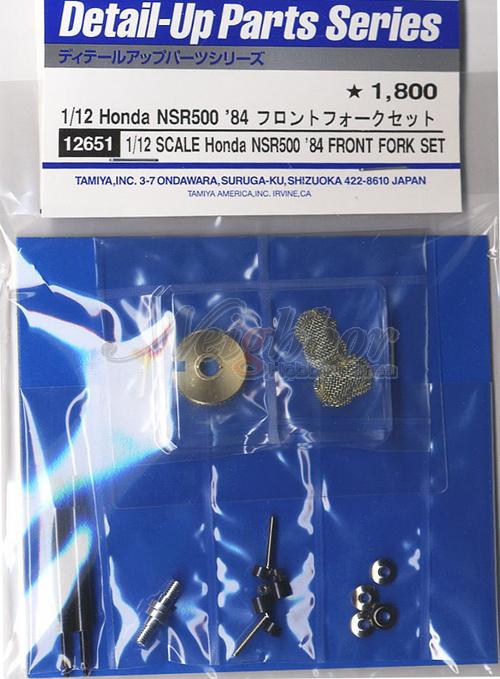 Detail-Up Parts Series
ディテールアップパーツシリーズ
★ 1,800
1/12 Honda NSR500 '84 フロントフォークセット
12651 1/12 SCALE Honda NSR500 '84 FRONT FORK SET
TAMIYA,INC. 3-7 ONDAWARA,SURUGA-KU,SHIZUOKA 422-8610 JAPAN
TAMIYA AMERICA,INC. IRVINE,CA
Neighbor
Hobby Area